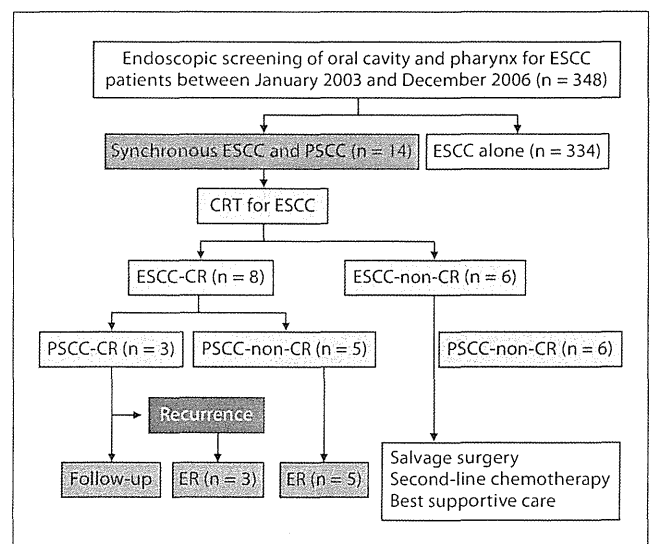 Endoscopic screening of oral cavity and pharynx for ESCC
patients between January 2003 and December 2006 (n = 348)
Synchronous ESCC and PSCC (n = 14)
ESCC alone (n = 334)
CRT for ESCC
ESCC-CR (n = 8)
ESCC-non-CR (n = 6)
PSCC-CR (n = 3)
PSCC-non-CR (n = 5)
PSCC-non-CR (n = 6)
Recurrence
Follow-up
ER (n = 3)
ER (n = 5)
Salvage surgery
Second-line chemotherapy
Best supportive care